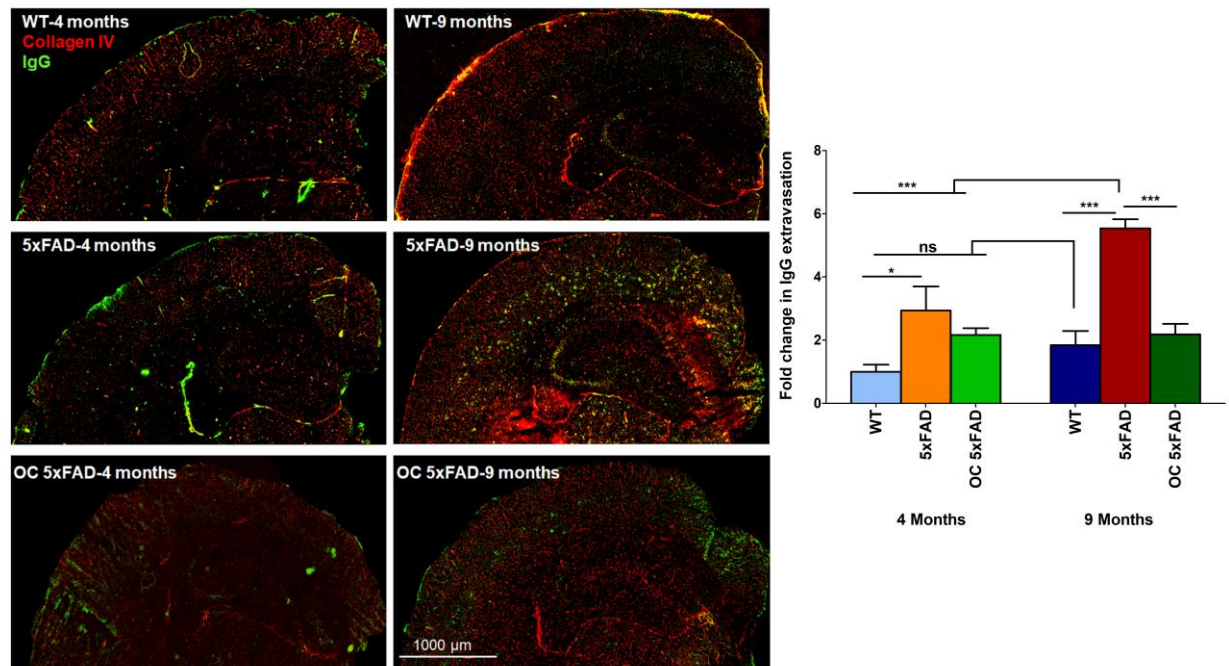 WT-4 months
Collagen IV
IgG
WT-9 months
5xFAD-4 months
5xFAD-9 months
OC 5xFAD-4 months
OC 5xFAD-9 months
1000 µm
Fold change in IgG extravasation
8
6
4
2
0
***
***
***
ns
*
WT
5xFAD
OC 5xFAD
WT
5xFAD
OC 5xFAD
4 Months
9 Months